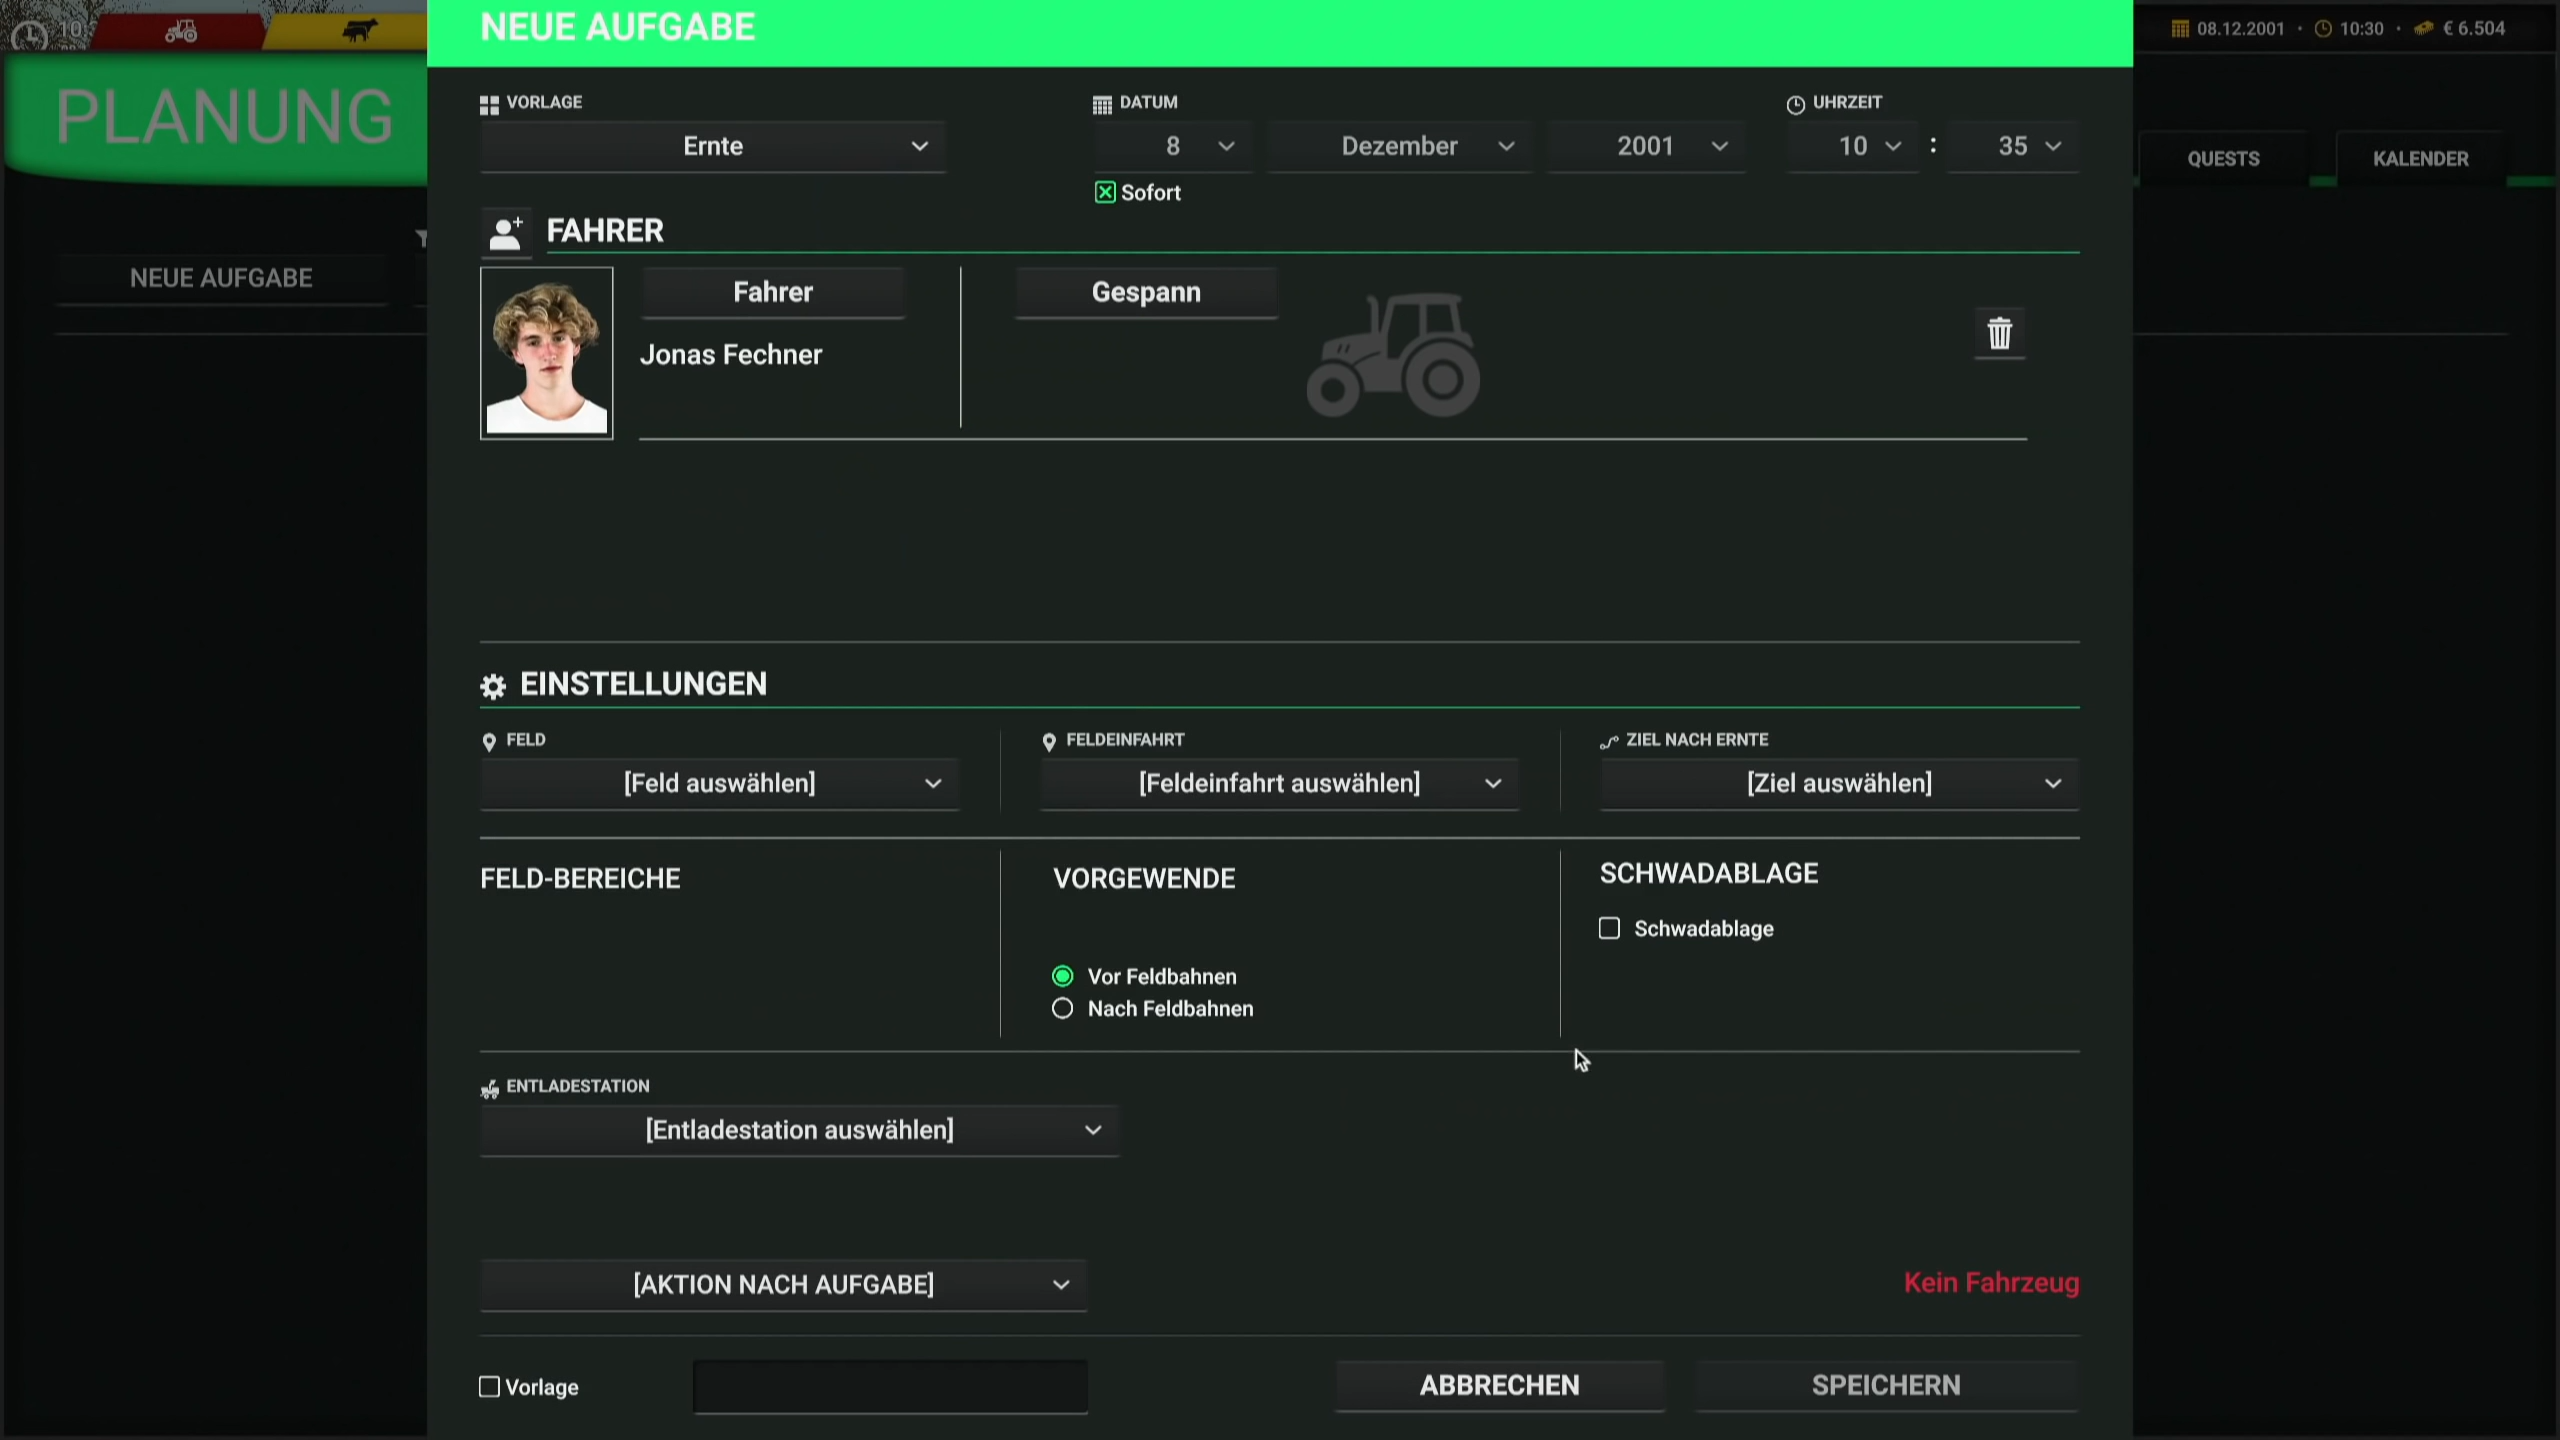 NEUE AUFGABE
10:
08.12.2001 • 10:30 • € 6.504
PLANUNG
QUESTS
KALENDER
NEUE AUFGABE
VORLAGE
Ernte
DATUM
8
Dezember
2001
UHRZEIT
10 : 35
Sofort
FAHRER
Fahrer
Jonas Fechner
Gespann
EINSTELLUNGEN
FELD
[Feld auswählen]
FELDEINFAHRT
[Feldeinfahrt auswählen]
ZIEL NACH ERNTE
[Ziel auswählen]
FELD-BEREICHE
VORGEWENDE
Vor Feldbahnen
Nach Feldbahnen
SCHWADABLAGE
Schwadablage
ENTLADESTATION
[Entladestation auswählen]
[AKTION NACH AUFGABE]
Kein Fahrzeug
Vorlage
ABBRECHEN
SPEICHERN